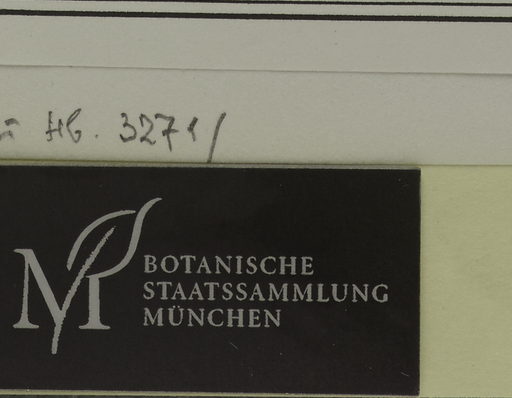 Hb. 3271/
BOTANISCHE
STAATSSAMMLUNG
MÜNCHEN